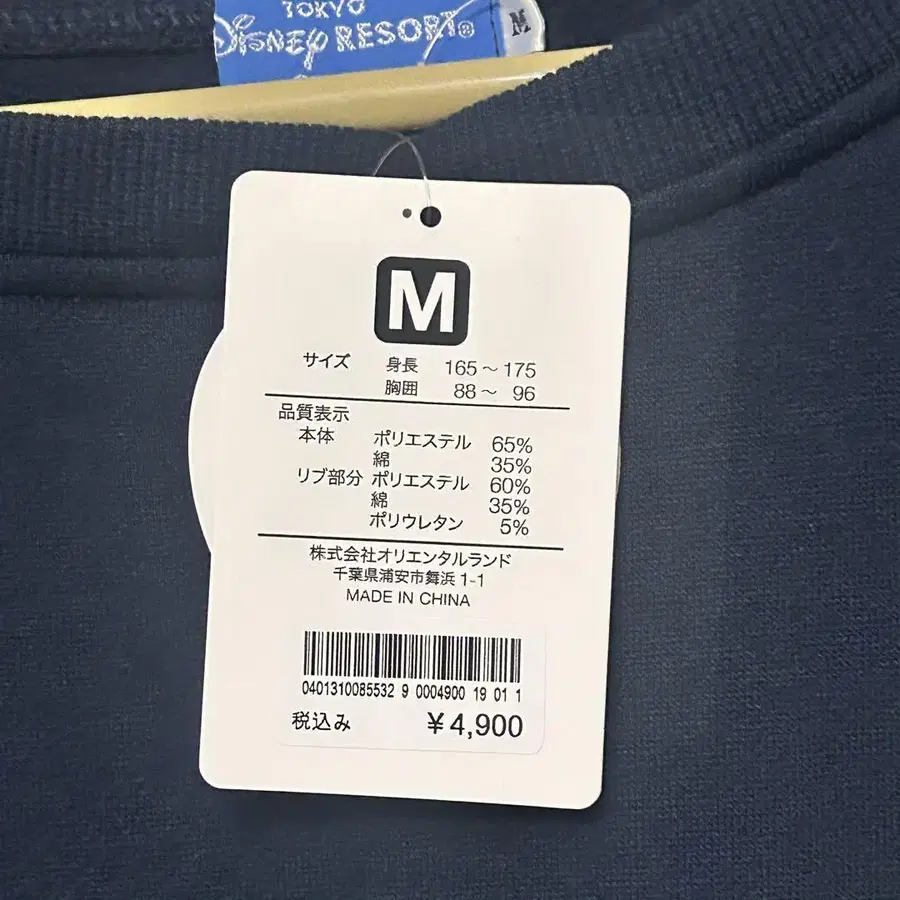 TOKYO
DISNEY RESORT®
M
M
サイズ 身長 165～175
胸囲 88～ 96
品質表示
本体 ポリエステル 65%
綿 35%
リブ部分 ポリエステル 60%
綿 35%
ポリウレタン 5%
株式会社オリエンタルランド
千葉県浦安市舞浜1-1
MADE IN CHINA
0401310085532 9 0004900 19 01 1
税込み ¥4,900